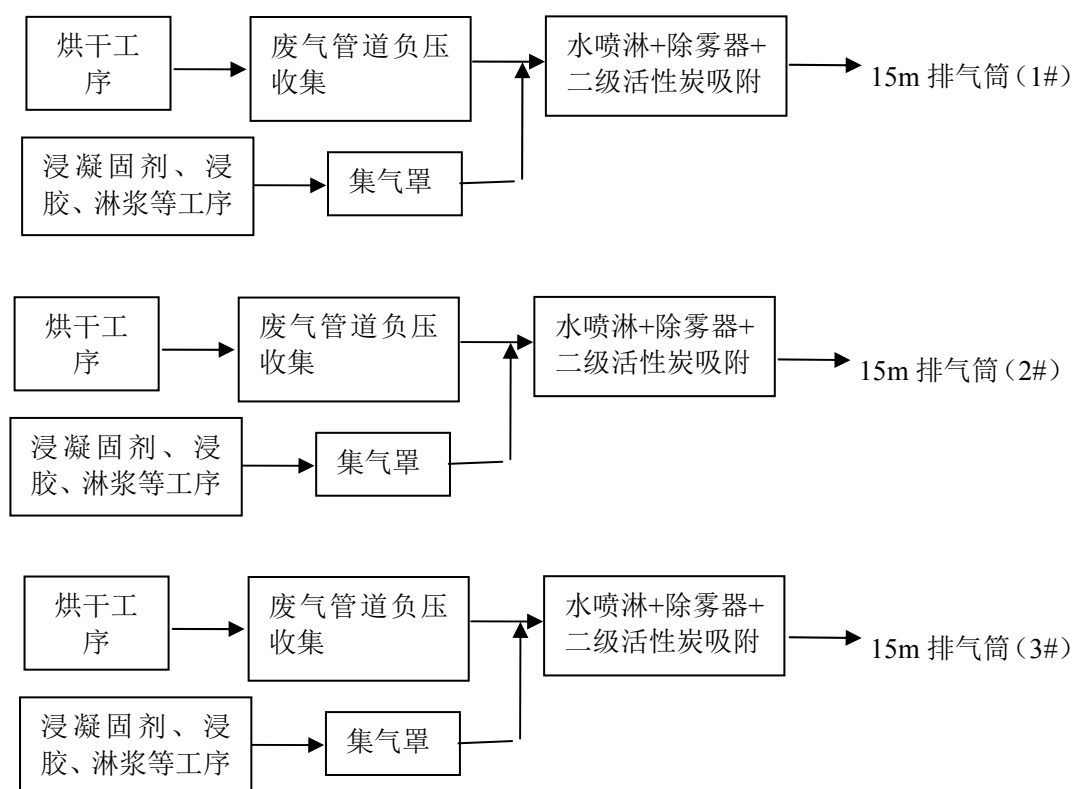 烘干工
序
废气管道负压
收集
水喷淋+除雾器+
二级活性炭吸附
15m 排气筒（1#）
浸凝固剂、浸
胶、淋浆等工序
集气罩
烘干工
序
废气管道负压
收集
水喷淋+除雾器+
二级活性炭吸附
15m 排气筒（2#）
浸凝固剂、浸
胶、淋浆等工序
集气罩
烘干工
序
废气管道负压
收集
水喷淋+除雾器+
二级活性炭吸附
15m 排气筒（3#）
浸凝固剂、浸
胶、淋浆等工序
集气罩